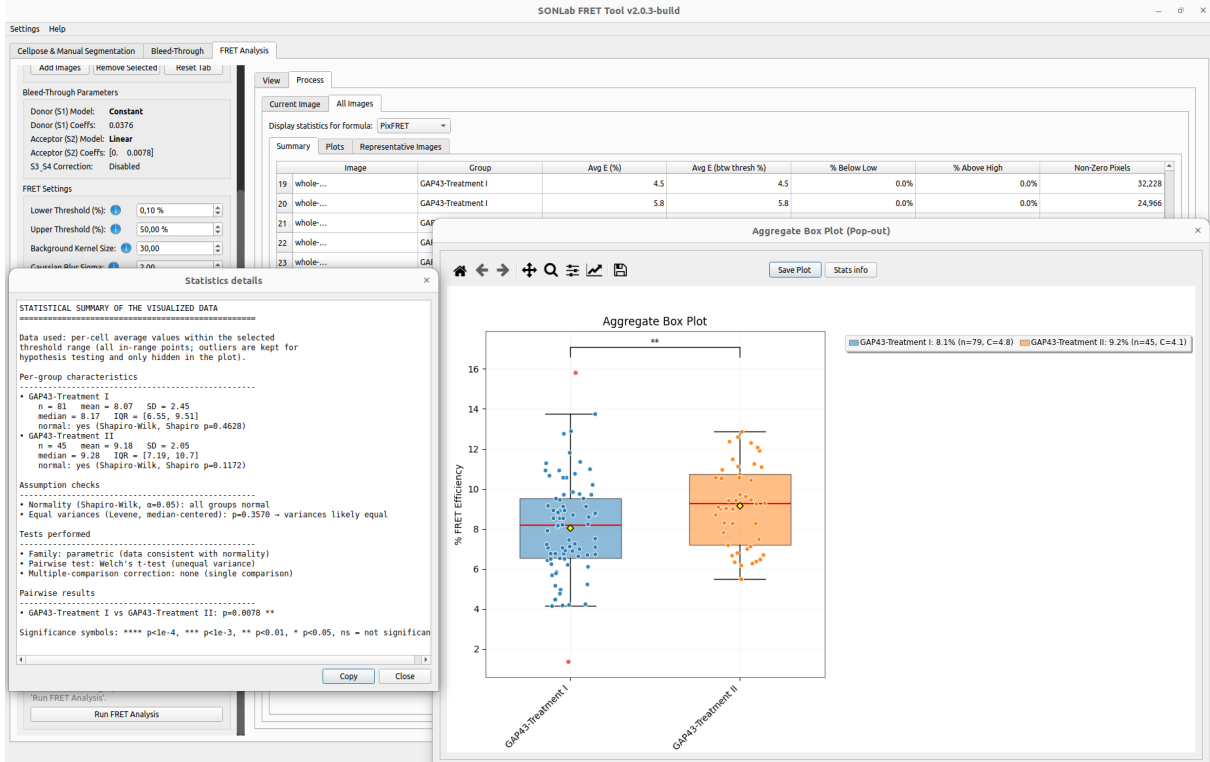 SONLab FRET Tool v2.0.3-build
Settings Help
Cellpose & Manual Segmentation Bleed-Through FRET Analysis
Add Images Remove Selected Reset Tab
Bleed-Through Parameters
Donor (S1) Model: Constant
Donor (S1) Coeffs: 0.0376
Acceptor (S2) Model: Linear
Acceptor (S2) Coeffs: [0. 0.0078]
S3_S4 Correction: Disabled
FRET Settings
Lower Threshold (%): 0,10 %
Upper Threshold (%): 50,00 %
Background Kernel Size: 30,00
Gaussian Blur Sigma: 2,00
View Process
Current Image All Images
Display statistics for formula: PixFRET
Summary Plots Representative Images
Image Group Avg E (%) Avg E (btw thresh %) % Below Low % Above High Non-Zero Pixels
19 whole-... GAP43-Treatment I 4.5 4.5 0.0% 0.0% 32,228
20 whole-... GAP43-Treatment I 5.8 5.8 0.0% 0.0% 24,966
21 whole-...
22 whole-...
23 whole-...
Statistics details
STATISTICAL SUMMARY OF THE VISUALIZED DATA
==================================================
Data used: per-cell average values within the selected
threshold range (all in-range points; outliers are kept for
hypothesis testing and only hidden in the plot).
Per-group characteristics
--------------------------------------------------
• GAP43-Treatment I
n = 81 mean = 8.07 SD = 2.45
median = 8.17 IQR = [6.55, 9.51]
normal: yes (Shapiro-Wilk, Shapiro p=0.4628)
• GAP43-Treatment II
n = 45 mean = 9.18 SD = 2.05
median = 9.28 IQR = [7.19, 10.7]
normal: yes (Shapiro-Wilk, Shapiro p=0.1172)
Assumption checks
--------------------------------------------------
• Normality (Shapiro-Wilk, α=0.05): all groups normal
• Equal variances (Levene, median-centered): p=0.3570 → variances likely equal
Tests performed
--------------------------------------------------
• Family: parametric (data consistent with normality)
• Pairwise test: Welch's t-test (unequal variance)
• Multiple-comparison correction: none (single comparison)
Pairwise results
--------------------------------------------------
• GAP43-Treatment I vs GAP43-Treatment II: p=0.0078 **
Significance symbols: **** p<1e-4, *** p<1e-3, ** p<0.01, * p<0.05, ns = not significan
Copy Close
'Run FRET Analysis'.
Run FRET Analysis
Aggregate Box Plot (Pop-out)
Save Plot Stats info
Aggregate Box Plot
**
GAP43-Treatment I: 8.1% (n=79, C=4.8) GAP43-Treatment II: 9.2% (n=45, C=4.1)
% FRET Efficiency
16
14
12
10
8
6
4
2
GAP43-Treatment I
GAP43-Treatment II